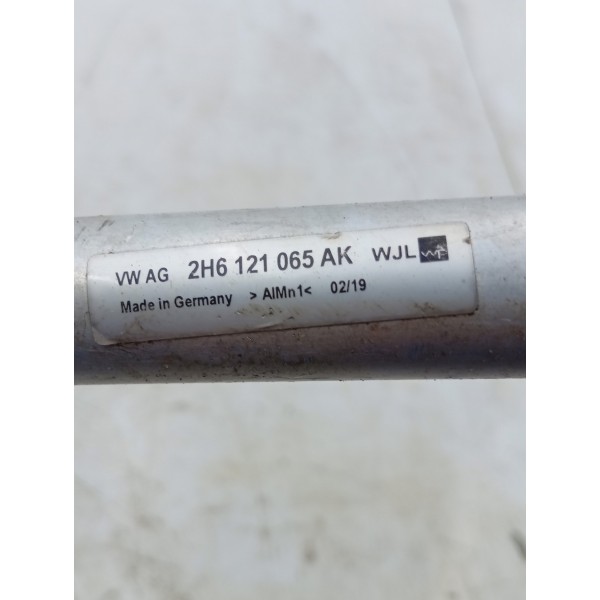 VW AG 2H6 121 065 AK WJL
Made in Germany > AlMn1< 02/19